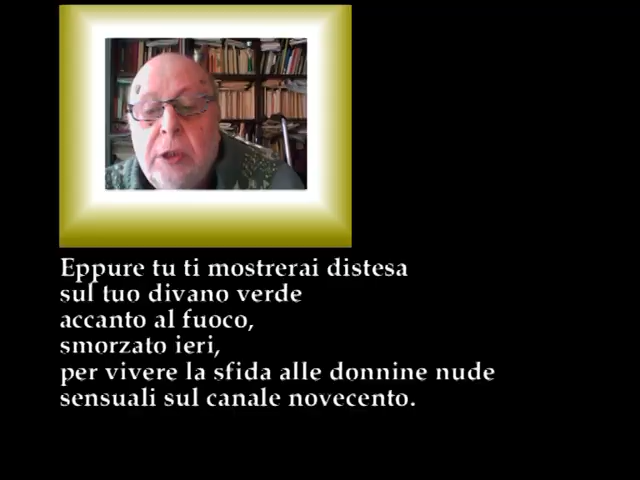 Eppure tu ti mostrerai distesa
sul tuo divano verde
accanto al fuoco,
smorzato ieri,
per vivere la sfida alle donnine nude
sensuali sul canale novecento.